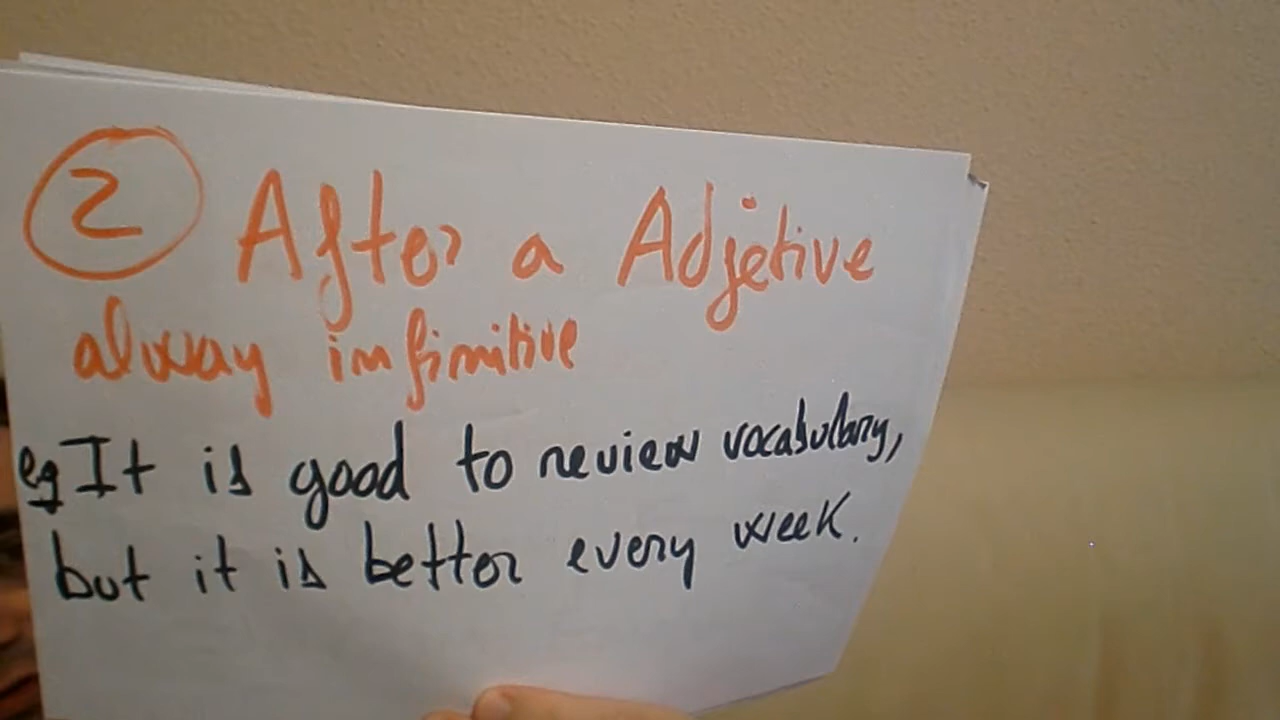 2 After a Adjetive
alway infinitive
eg It is good to review vocabulary,
but it is better every week.